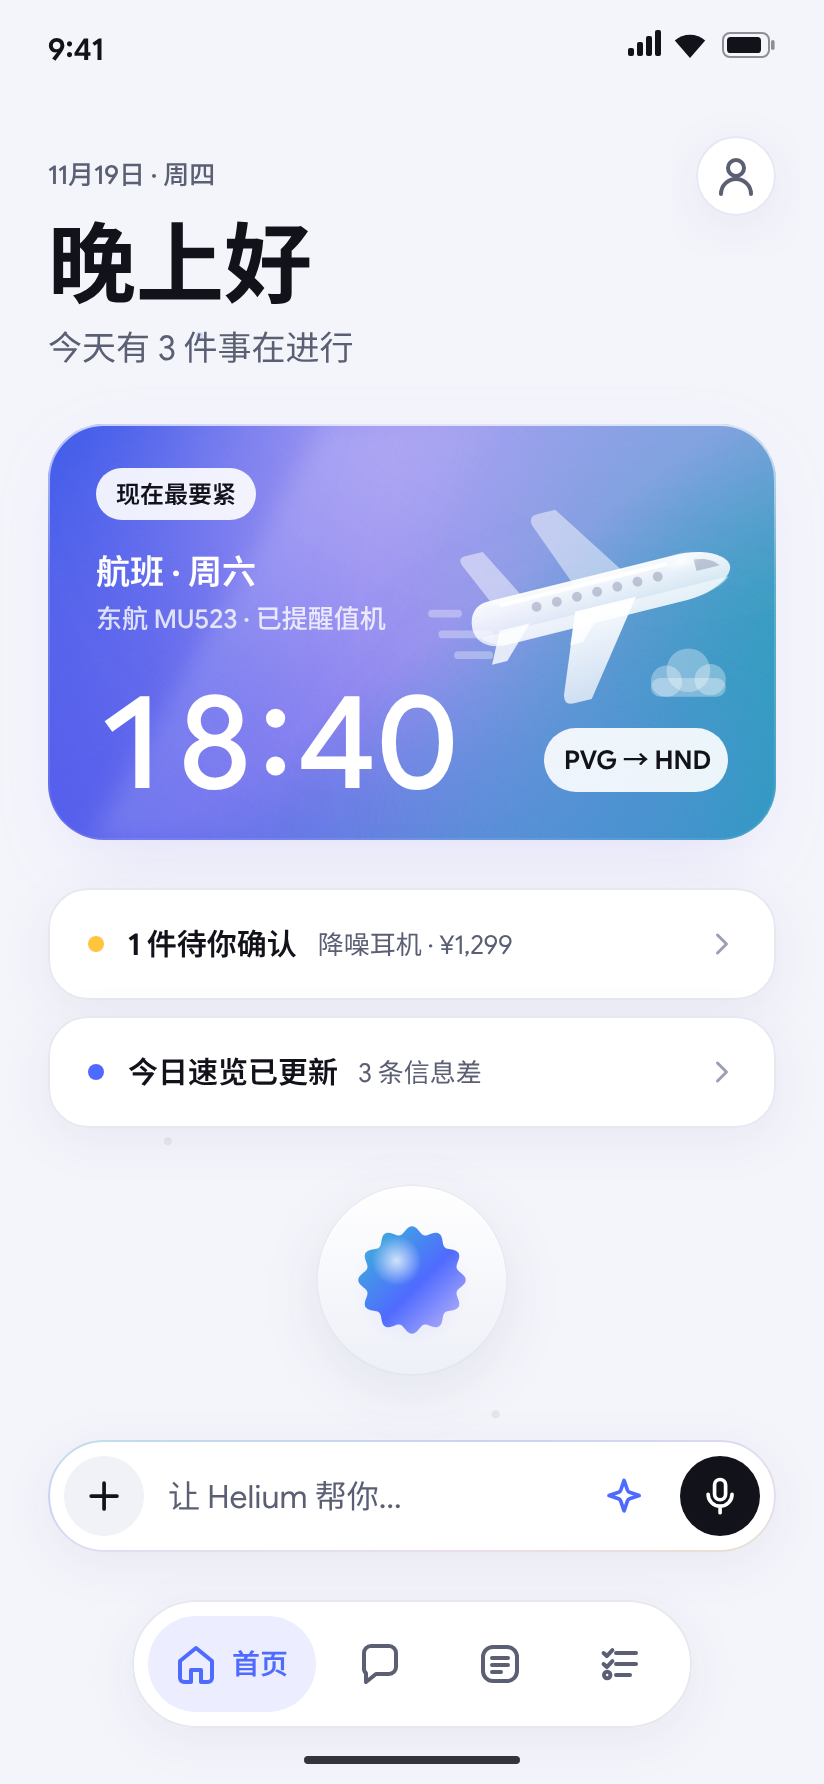 9:41
11月19日 · 周四
晚上好
今天有 3 件事在进行
现在最要紧
航班 · 周六
东航 MU523 · 已提醒值机
18:40
PVG → HND
1 件待你确认 降噪耳机 · ¥1,299
今日速览已更新 3 条信息差
让 Helium 帮你...
首页